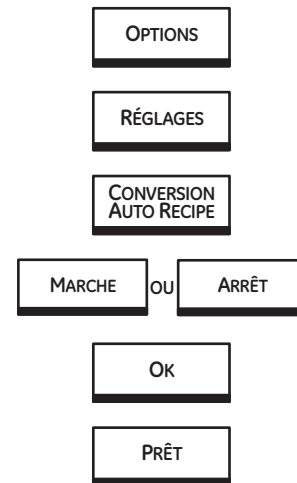 OPTIONS
RÉGLAGES
CONVERSION
AUTO RECIPE
MARCHE OU ARRÊT
OK
PRÊT